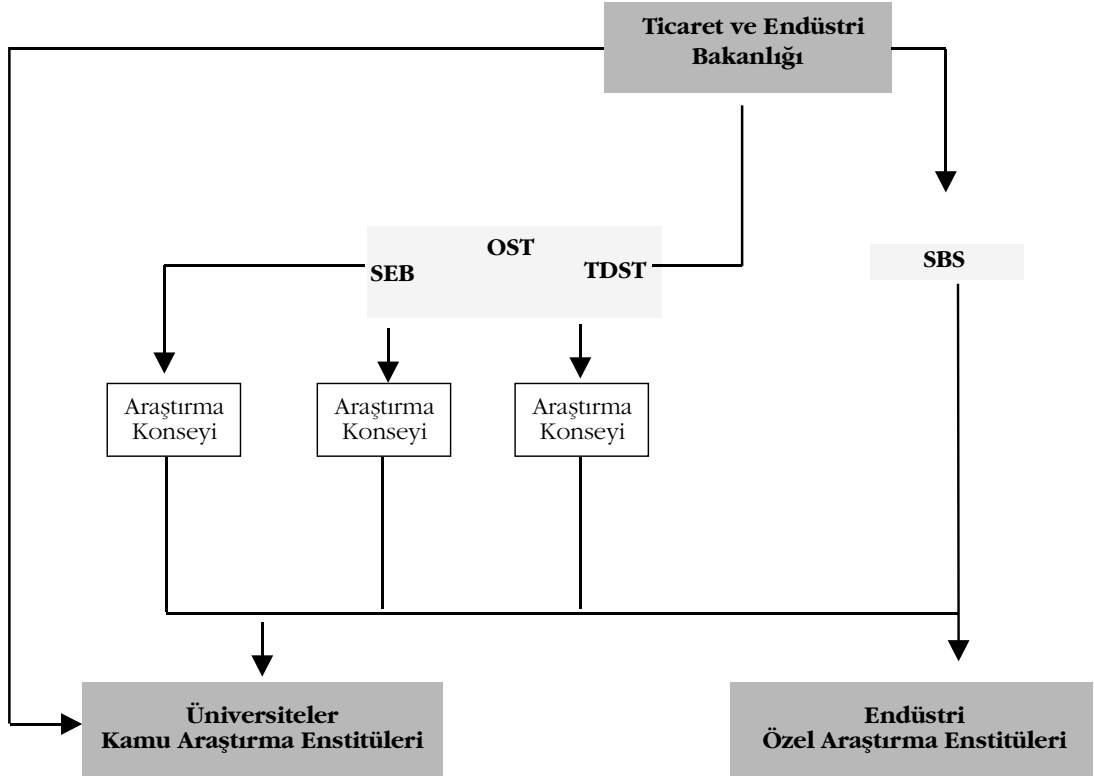 Ticaret ve Endüstri
Bakanlığı
OST
SEB
TDST
SBS
Araştırma
Konseyi
Araştırma
Konseyi
Araştırma
Konseyi
Üniversiteler
Kamu Araştırma Enstitüleri
Endüstri
Özel Araştırma Enstitüleri